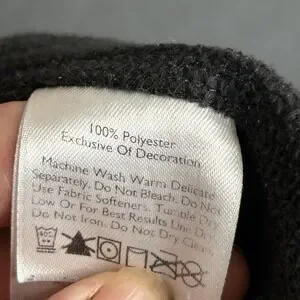 100% Polyester
Exclusive Of Decoration
Machine Wash Warm Delicate
Separately. Do Not Bleach. Do Not
Use Fabric Softeners. Tumble Dry
Low Or For Best Results Line Dry.
Do Not Iron. Do Not Dry Clean